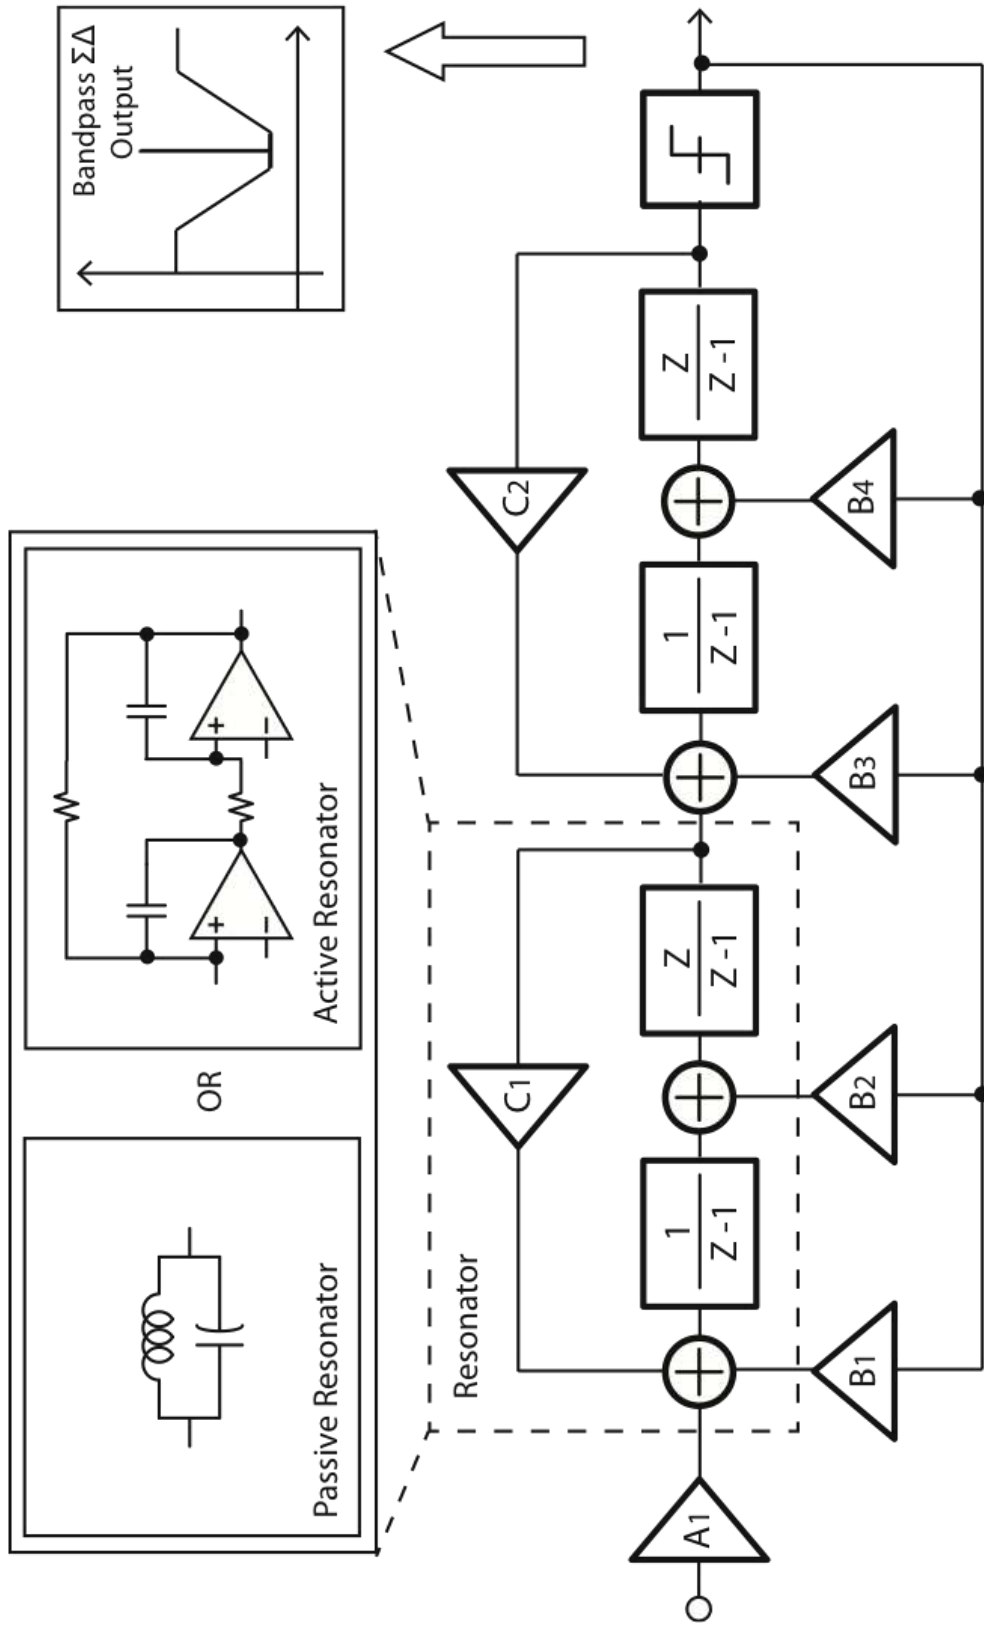 Passive Resonator
OR
Active Resonator
+
−
+
−
Bandpass ΣΔ
Output
Resonator
A1
B1
1
Z -1
C1
B2
Z
Z -1
B3
1
Z -1
C2
B4
Z
Z -1